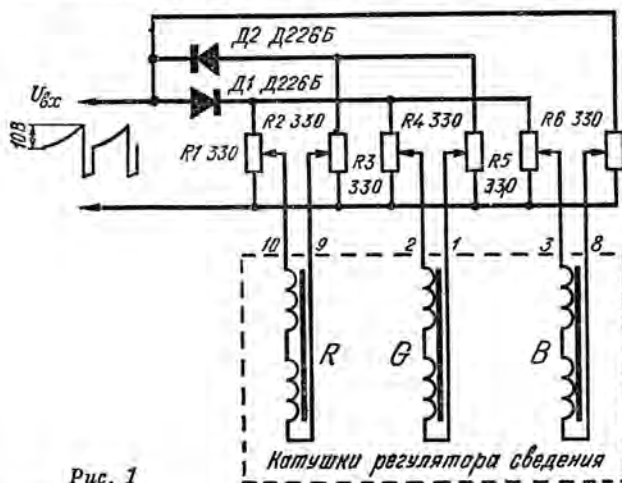 Д2 Д226Б
Uвх
Д1 Д226Б
10В
R2 330
R4 330
R6 330
R1 330
R3
330
R5
330
10 9 2 1 3 8
R G B
Катушки регулятора сведения
Рис. 1